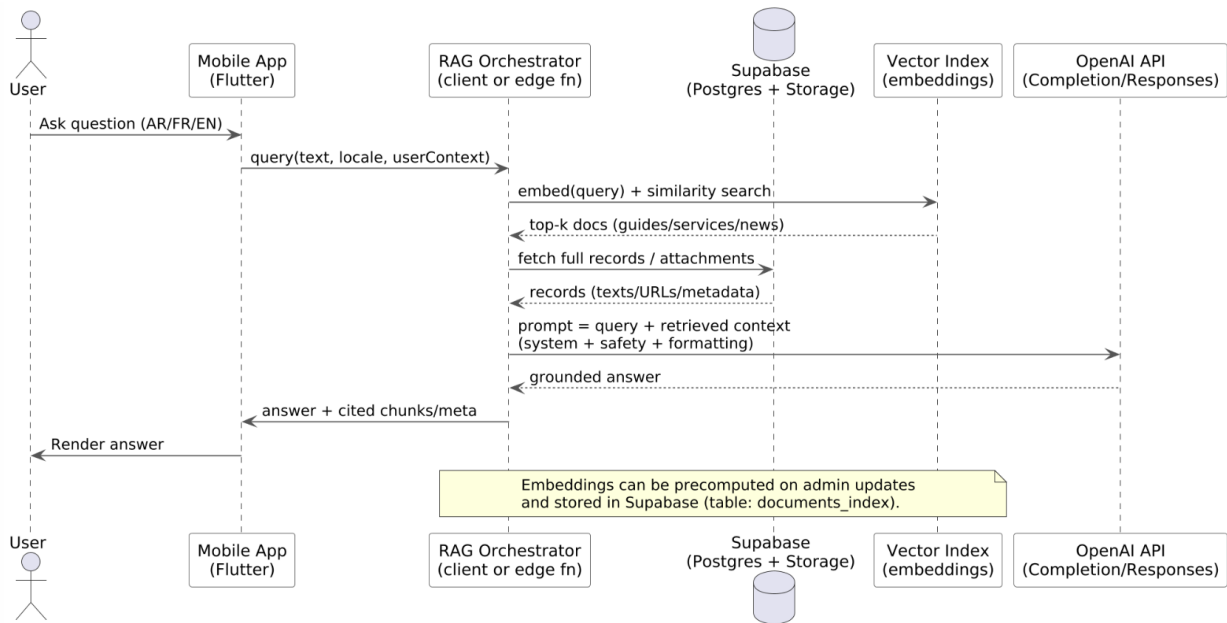 User
Mobile App
(Flutter)
RAG Orchestrator
(client or edge fn)
Supabase
(Postgres + Storage)
Vector Index
(embeddings)
OpenAI API
(Completion/Responses)
Ask question (AR/FR/EN)
query(text, locale, userContext)
embed(query) + similarity search
top-k docs (guides/services/news)
fetch full records / attachments
records (texts/URLs/metadata)
prompt = query + retrieved context
(system + safety + formatting)
grounded answer
answer + cited chunks/meta
Render answer
Embeddings can be precomputed on admin updates
and stored in Supabase (table: documents_index).
User
Mobile App
(Flutter)
RAG Orchestrator
(client or edge fn)
Supabase
(Postgres + Storage)
Vector Index
(embeddings)
OpenAI API
(Completion/Responses)